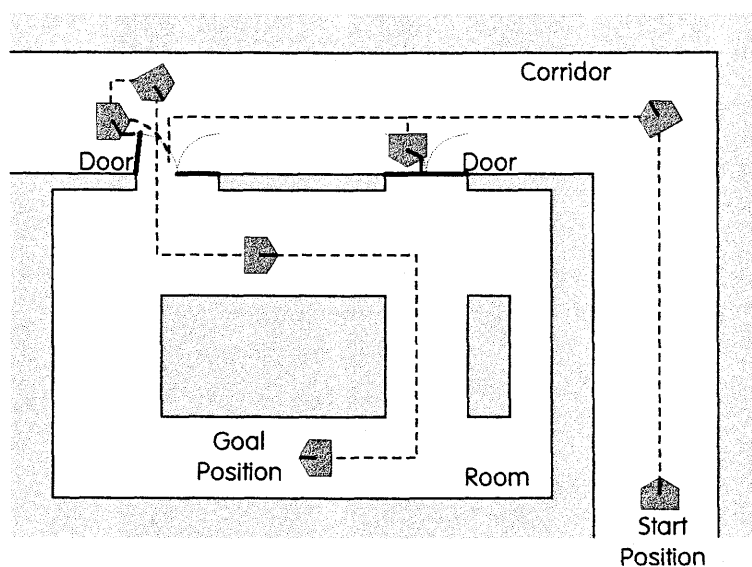 Corridor
Door
Door
Goal
Position
Room
Start
Position